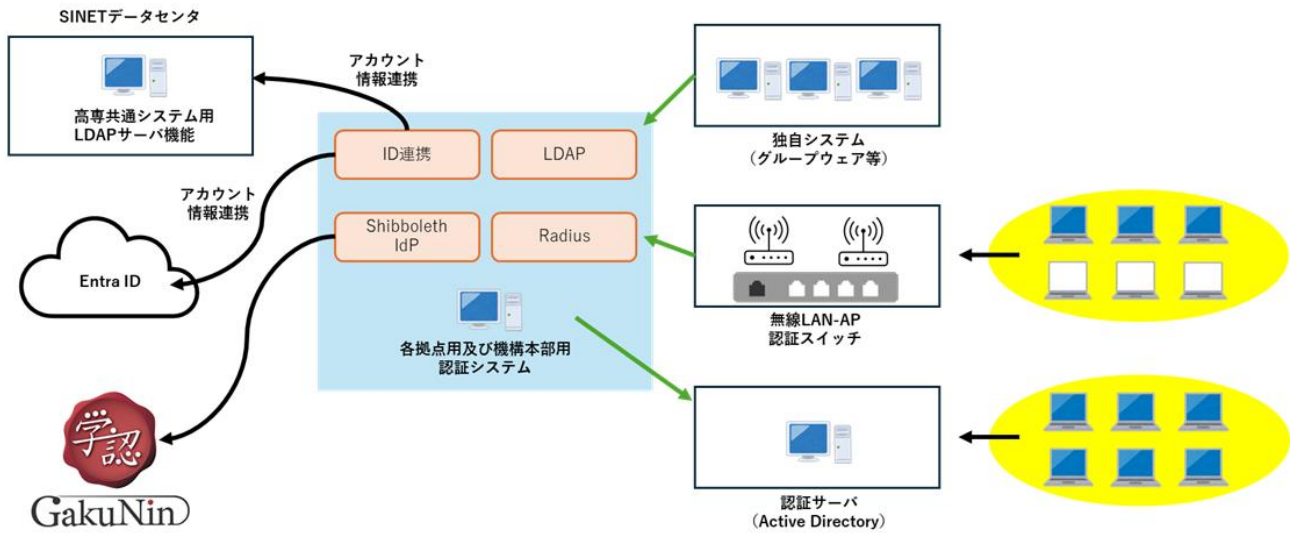 SINETデータセンタ
高専共通システム用
LDAPサーバ機能
アカウント
情報連携
アカウント
情報連携
Entra ID
学認
GakuNin
ID連携
LDAP
Shibboleth
IdP
Radius
各拠点用及び機構本部用
認証システム
独自システム
（グループウェア等）
無線LAN-AP
認証スイッチ
認証サーバ
（Active Directory）